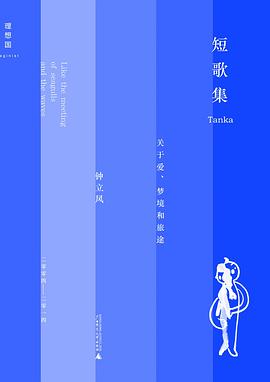 理想国
aginist
短歌集
Tanka
关于爱、梦境和旅途
钟立风
Like the meeting
of seagulls
and the waves
二零零四——二零一四